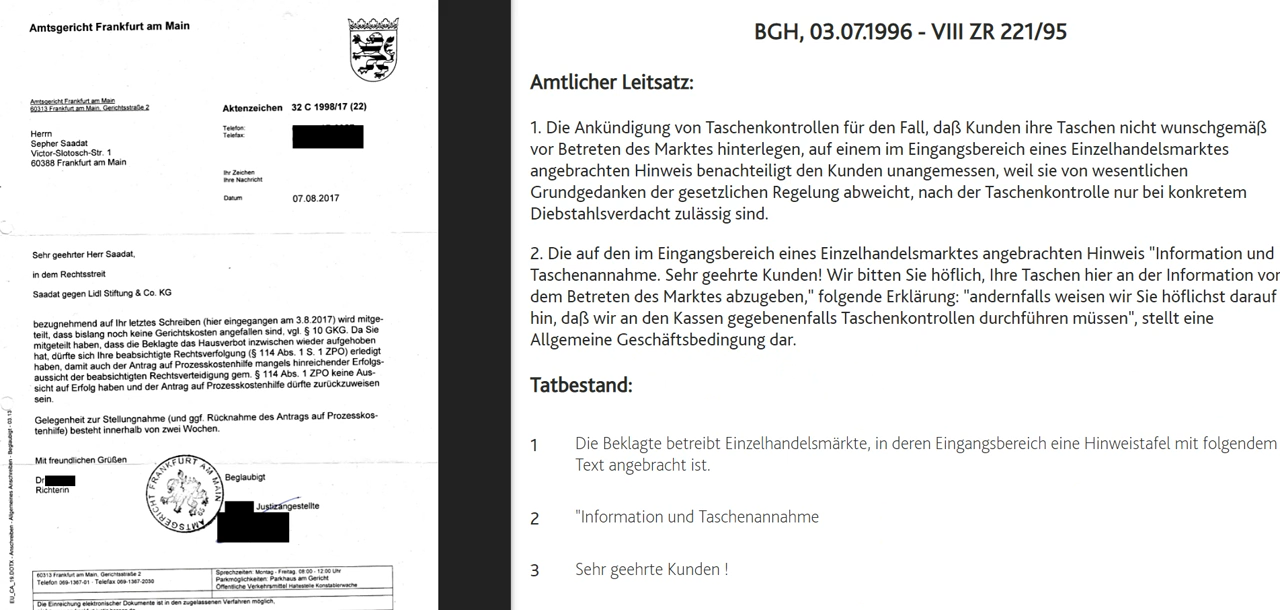 Amtsgericht Frankfurt am Main
Amtsgericht Frankfurt am Main
60313 Frankfurt am Main, Gerichtsstraße 2
Aktenzeichen 32 C 1998/17 (22)
Telefon:
Telefax:
Herrn
Sepher Saadat
Victor-Slotosch-Str. 1
60388 Frankfurt am Main
Ihr Zeichen
Ihre Nachricht
Datum 07.08.2017
Sehr geehrter Herr Saadat,
in dem Rechtsstreit
Saadat gegen Lidl Stiftung & Co. KG
bezugnehmend auf Ihr letztes Schreiben (hier eingegangen am 3.8.2017) wird mitge-
teilt, dass bislang noch keine Gerichtskosten angefallen sind, vgl. § 10 GKG. Da Sie
mitgeteilt haben, dass die Beklagte das Hausverbot inzwischen wieder aufgehoben
hat, dürfte sich Ihre beabsichtigte Rechtsverfolgung (§ 114 Abs. 1 S. 1 ZPO) erledigt
haben, damit auch der Antrag auf Prozesskostenhilfe mangels hinreichender Erfolgs-
aussicht der beabsichtigten Rechtsverteidigung gem. § 114 Abs. 1 ZPO keine Aus-
sicht auf Erfolg haben und der Antrag auf Prozesskostenhilfe dürfte zurückzuweisen
sein.
Gelegenheit zur Stellungnahme (und ggf. Rücknahme des Antrags auf Prozesskos-
tenhilfe) besteht innerhalb von zwei Wochen.
Mit freundlichen Grüßen
Dr
Richterin
AMTSGERICHT FRANKFURT AM MAIN
Beglaubigt
Justizangestellte
60313 Frankfurt am Main, Gerichtsstraße 2
Telefon 069-1367-01 · Telefax 069-1367-2030
Sprechzeiten: Montag - Freitag, 08:00 - 12:00 Uhr
Parkmöglichkeiten: Parkhaus am Gericht
Öffentliche Verkehrsmittel Haltestelle Konstablerwache
Die Einreichung elektronischer Dokumente ist in den zugelassenen Verfahren möglich,
EU_CA_19.DOTX - Anschreiben - Allgemeines Anschreiben - Beglaubigt - 03.13
BGH, 03.07.1996 - VIII ZR 221/95
Amtlicher Leitsatz:
1. Die Ankündigung von Taschenkontrollen für den Fall, daß Kunden ihre Taschen nicht wunschgemäß
vor Betreten des Marktes hinterlegen, auf einem im Eingangsbereich eines Einzelhandelsmarktes
angebrachten Hinweis benachteiligt den Kunden unangemessen, weil sie von wesentlichen
Grundgedanken der gesetzlichen Regelung abweicht, nach der Taschenkontrolle nur bei konkretem
Diebstahlsverdacht zulässig sind.
2. Die auf den im Eingangsbereich eines Einzelhandelsmarktes angebrachten Hinweis "Information und
Taschenannahme. Sehr geehrte Kunden! Wir bitten Sie höflich, Ihre Taschen hier an der Information vor
dem Betreten des Marktes abzugeben," folgende Erklärung: "andernfalls weisen wir Sie höflichst darauf
hin, daß wir an den Kassen gegebenenfalls Taschenkontrollen durchführen müssen", stellt eine
Allgemeine Geschäftsbedingung dar.
Tatbestand:
1 Die Beklagte betreibt Einzelhandelsmärkte, in deren Eingangsbereich eine Hinweistafel mit folgendem
Text angebracht ist.
2 "Information und Taschenannahme
3 Sehr geehrte Kunden !